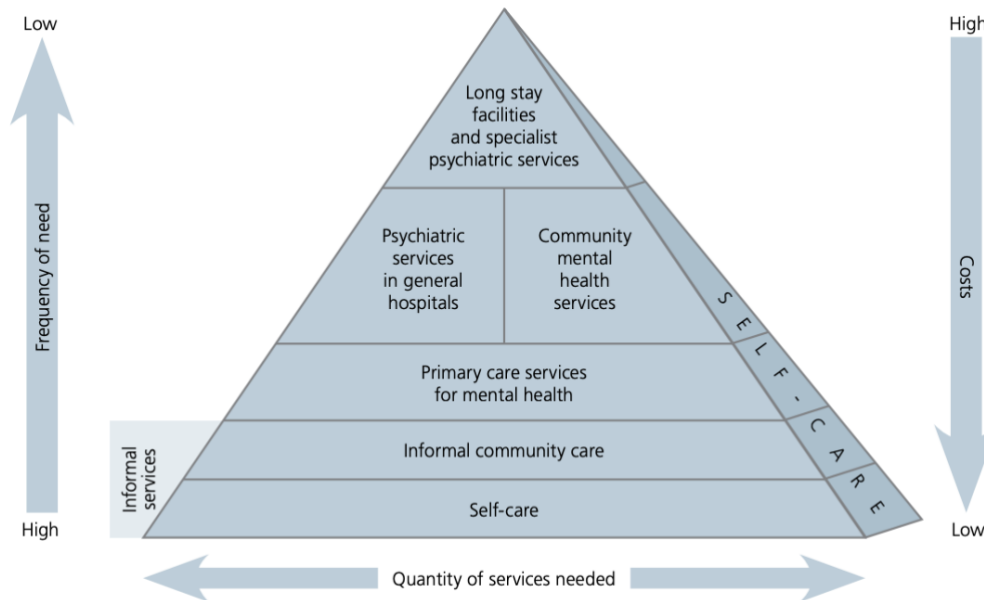 Low
High
Long stay
facilities
and specialist
psychiatric services
Psychiatric
services
in general
hospitals
Community
mental
health
services
Frequency of need
Costs
SELF-CARE
Primary care services
for mental health
Informal
services
Informal community care
Self-care
High
Low
Quantity of services needed